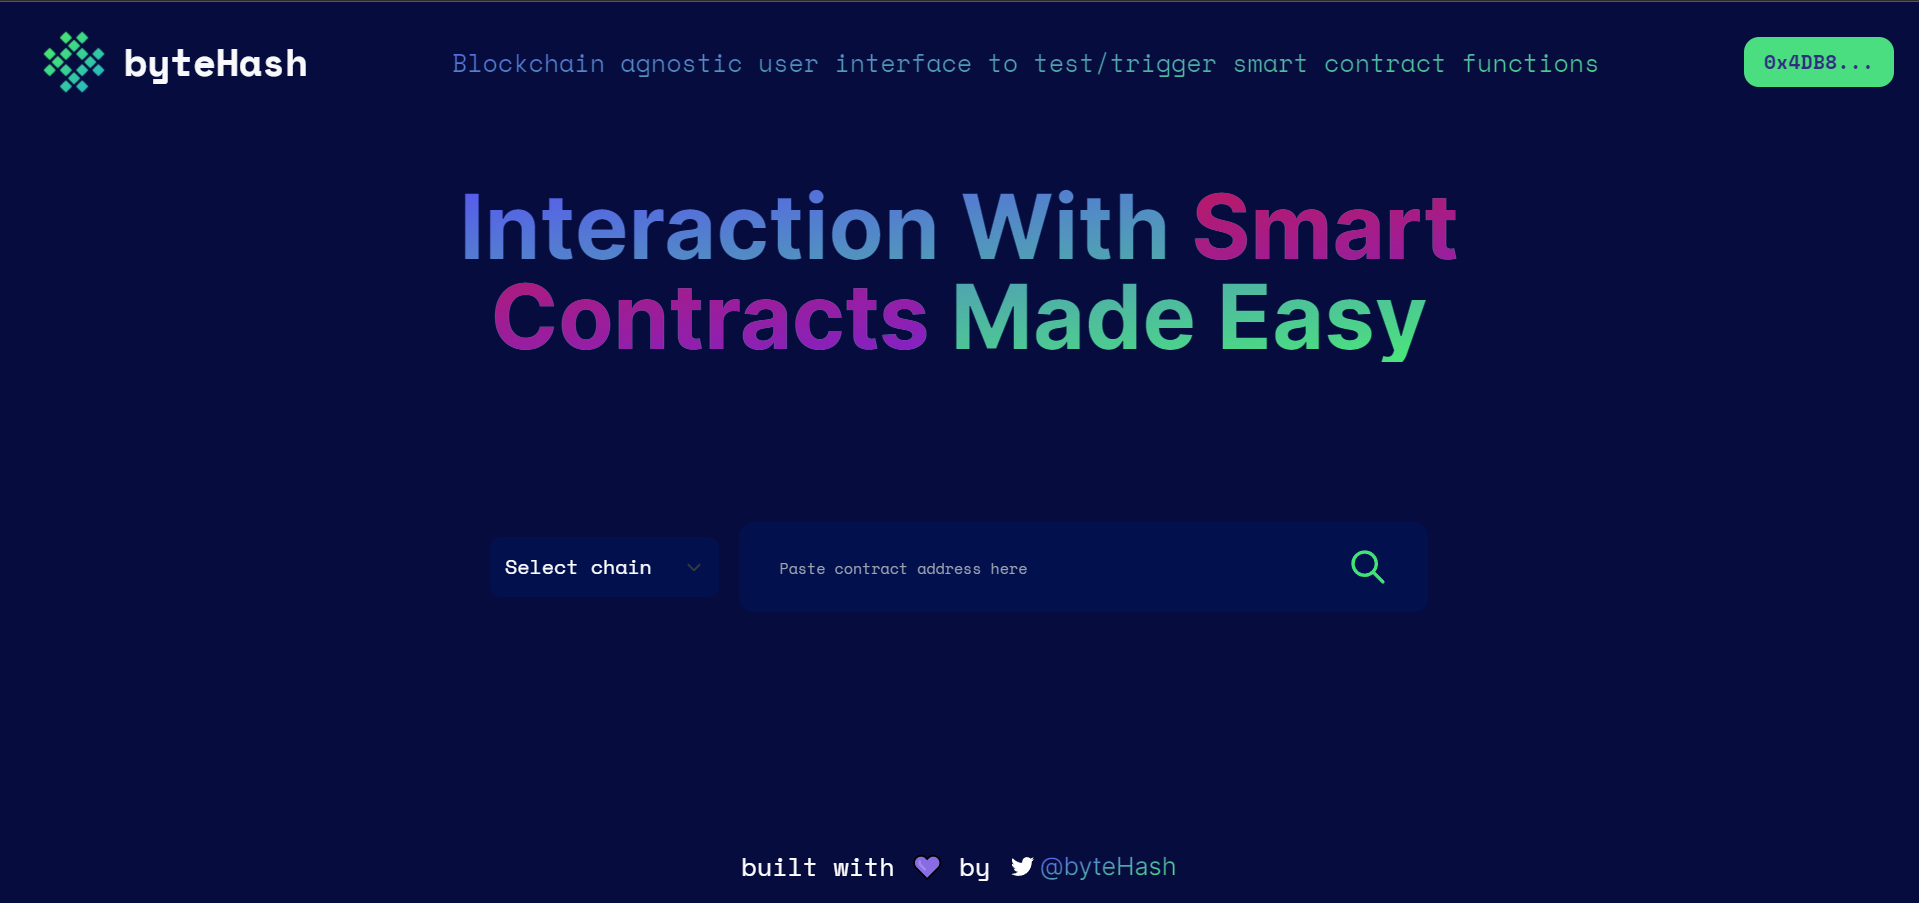 byteHash
Blockchain agnostic user interface to test/trigger smart contract functions
0x4DB8...
Interaction With Smart
Contracts Made Easy
Select chain
Paste contract address here
built with 💜 by @byteHash